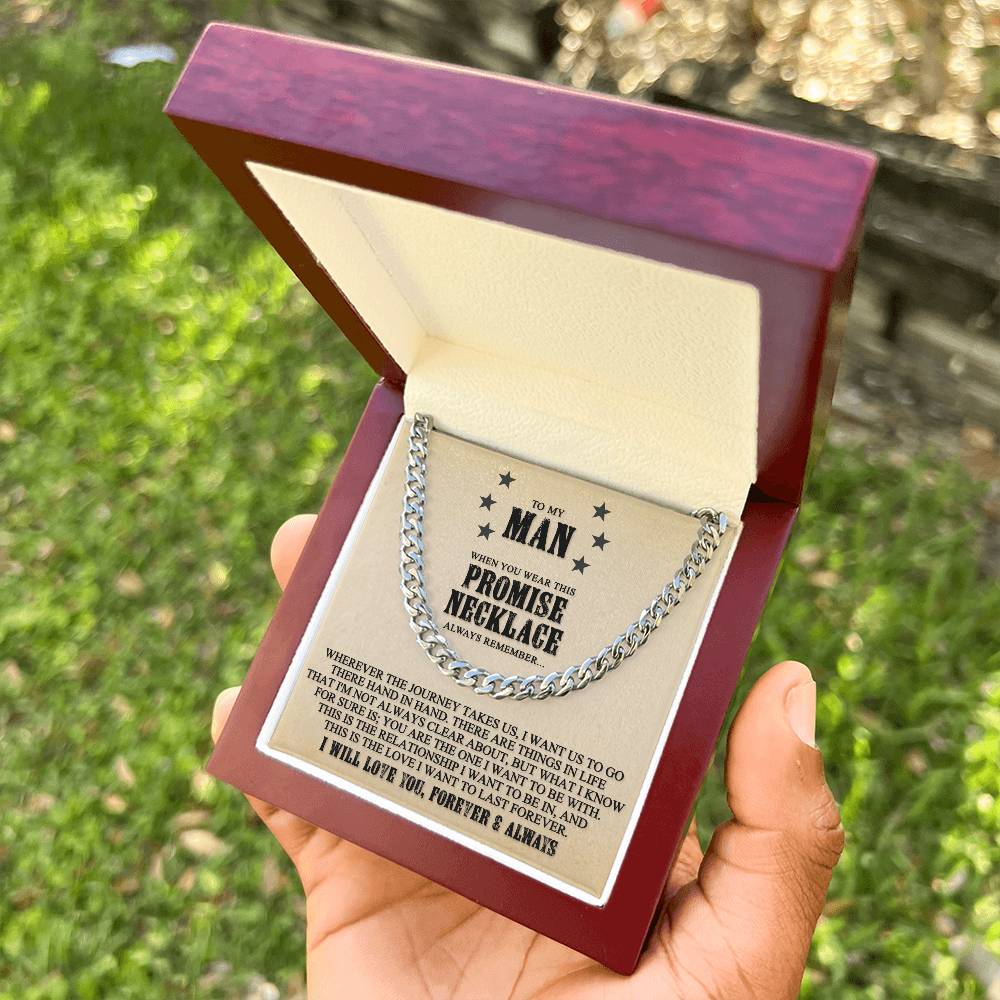 TO MY
MAN
WHEN YOU WEAR THIS
PROMISE
NECKLACE
ALWAYS REMEMBER...
WHEREVER THE JOURNEY TAKES US, I WANT US TO GO
THERE HAND IN HAND. THERE ARE THINGS IN LIFE
THAT I'M NOT ALWAYS CLEAR ABOUT, BUT WHAT I KNOW
FOR SURE IS; YOU ARE THE ONE I WANT TO BE WITH.
THIS IS THE RELATIONSHIP I WANT TO BE IN, AND
THIS IS THE LOVE I WANT TO LAST FOREVER.
I WILL LOVE YOU, FOREVER & ALWAYS